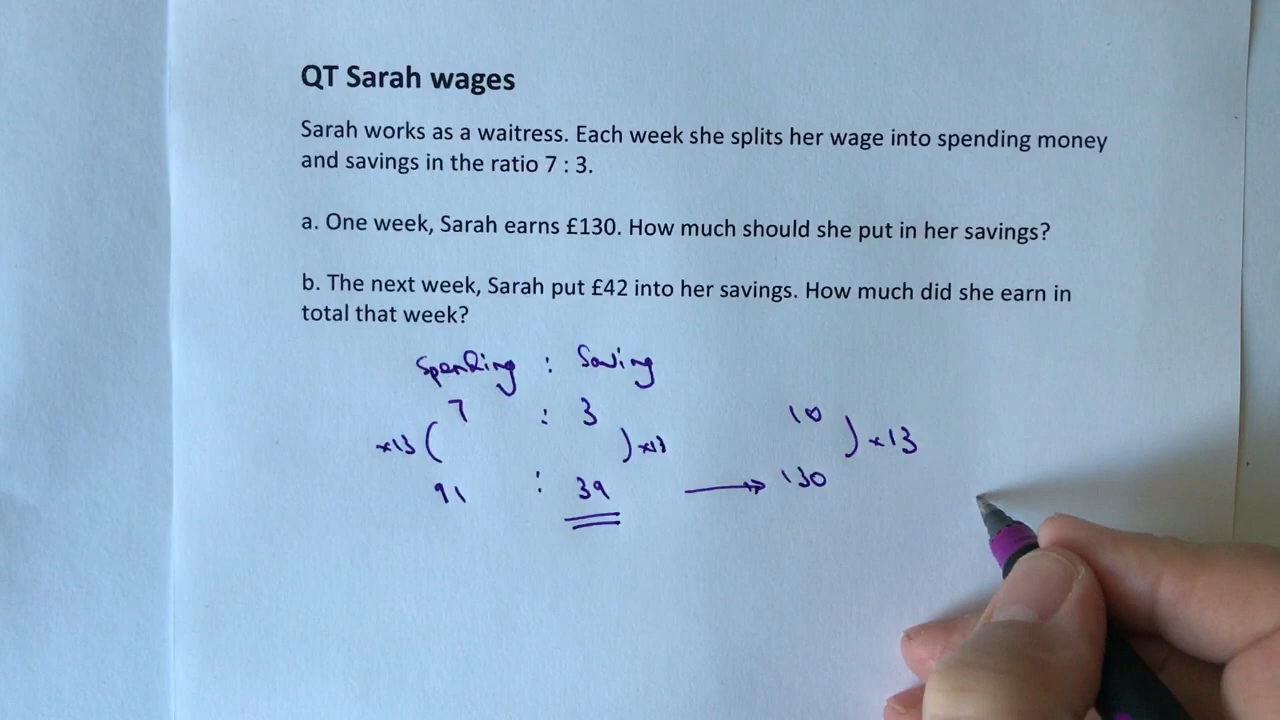 QT Sarah wages
Sarah works as a waitress. Each week she splits her wage into spending money
and savings in the ratio 7 : 3.
a. One week, Sarah earns £130. How much should she put in her savings?
b. The next week, Sarah put £42 into her savings. How much did she earn in
total that week?
Spending : Saving
7 : 3 10
×13 ( ) ×13 ) ×13
91 : 39 → 130